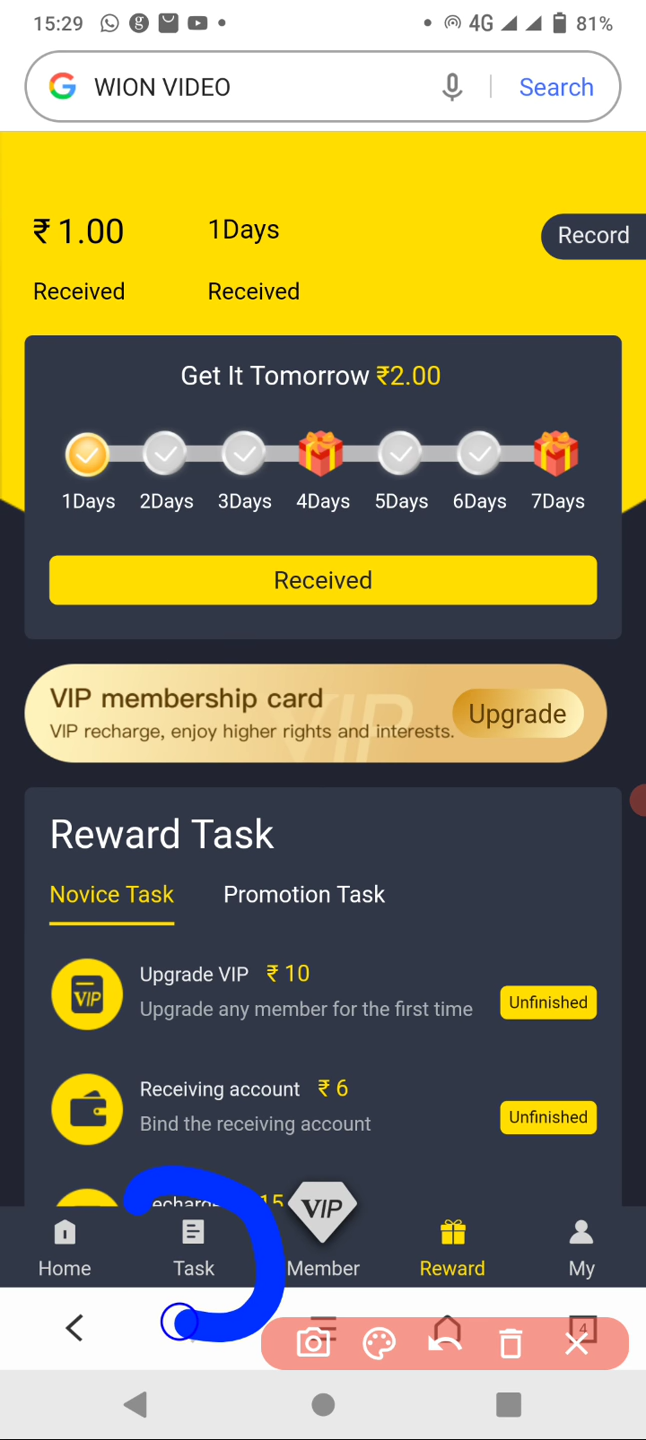 15:29 4G 81%
WION VIDEO Search
₹ 1.00 1Days Record
Received Received
Get It Tomorrow ₹2.00
1Days 2Days 3Days 4Days 5Days 6Days 7Days
Received
VIP membership card
VIP recharge, enjoy higher rights and interests.
Upgrade
Reward Task
Novice Task Promotion Task
VIP
Upgrade VIP ₹ 10
Upgrade any member for the first time
Unfinished
Receiving account ₹ 6
Bind the receiving account
Unfinished
15
VIP
Home Task Member Reward My
4